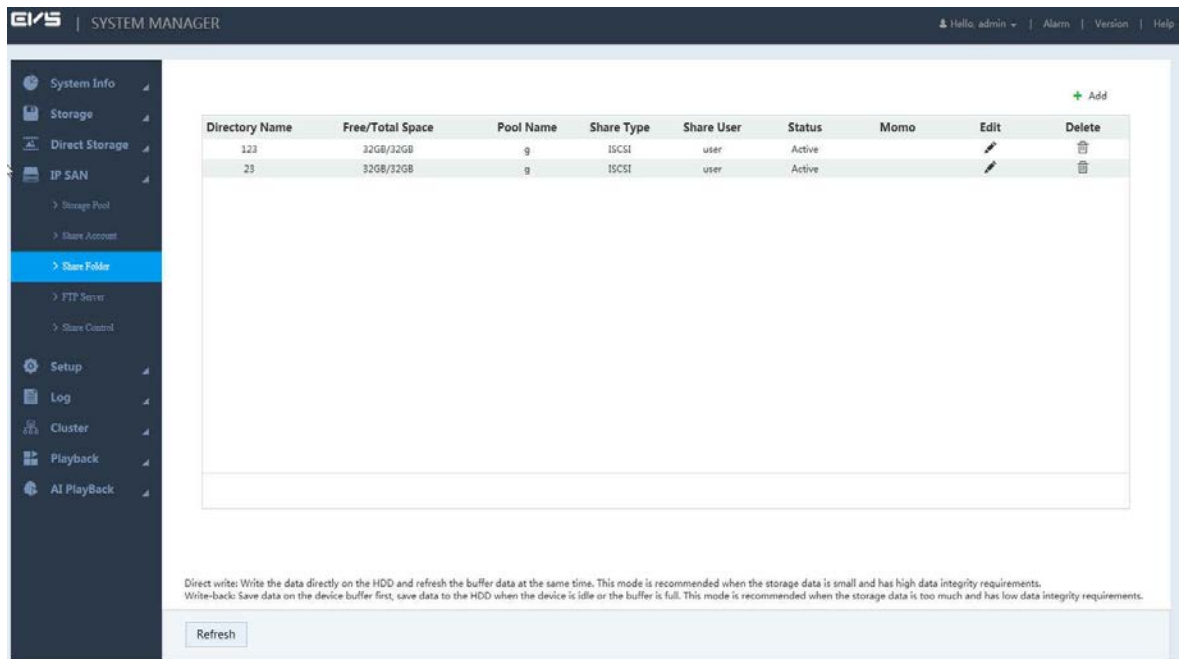 EVS | SYSTEM MANAGER
Hello, admin | Alarm | Version | Help
System Info
Storage
Direct Storage
IP SAN
> Storage Pool
> Share Account
> Share Folder
> FTP Server
> Share Control
Setup
Log
Cluster
Playback
AI PlayBack
+ Add
Directory Name Free/Total Space Pool Name Share Type Share User Status Momo Edit Delete
123 32GB/32GB g ISCSI user Active
23 32GB/32GB g ISCSI user Active
Direct write: Write the data directly on the HDD and refresh the buffer data at the same time. This mode is recommended when the storage data is small and has high data integrity requirements.
Write-back: Save data on the device buffer first, save data to the HDD when the device is idle or the buffer is full. This mode is recommended when the storage data is too much and has low data integrity requirements.
Refresh